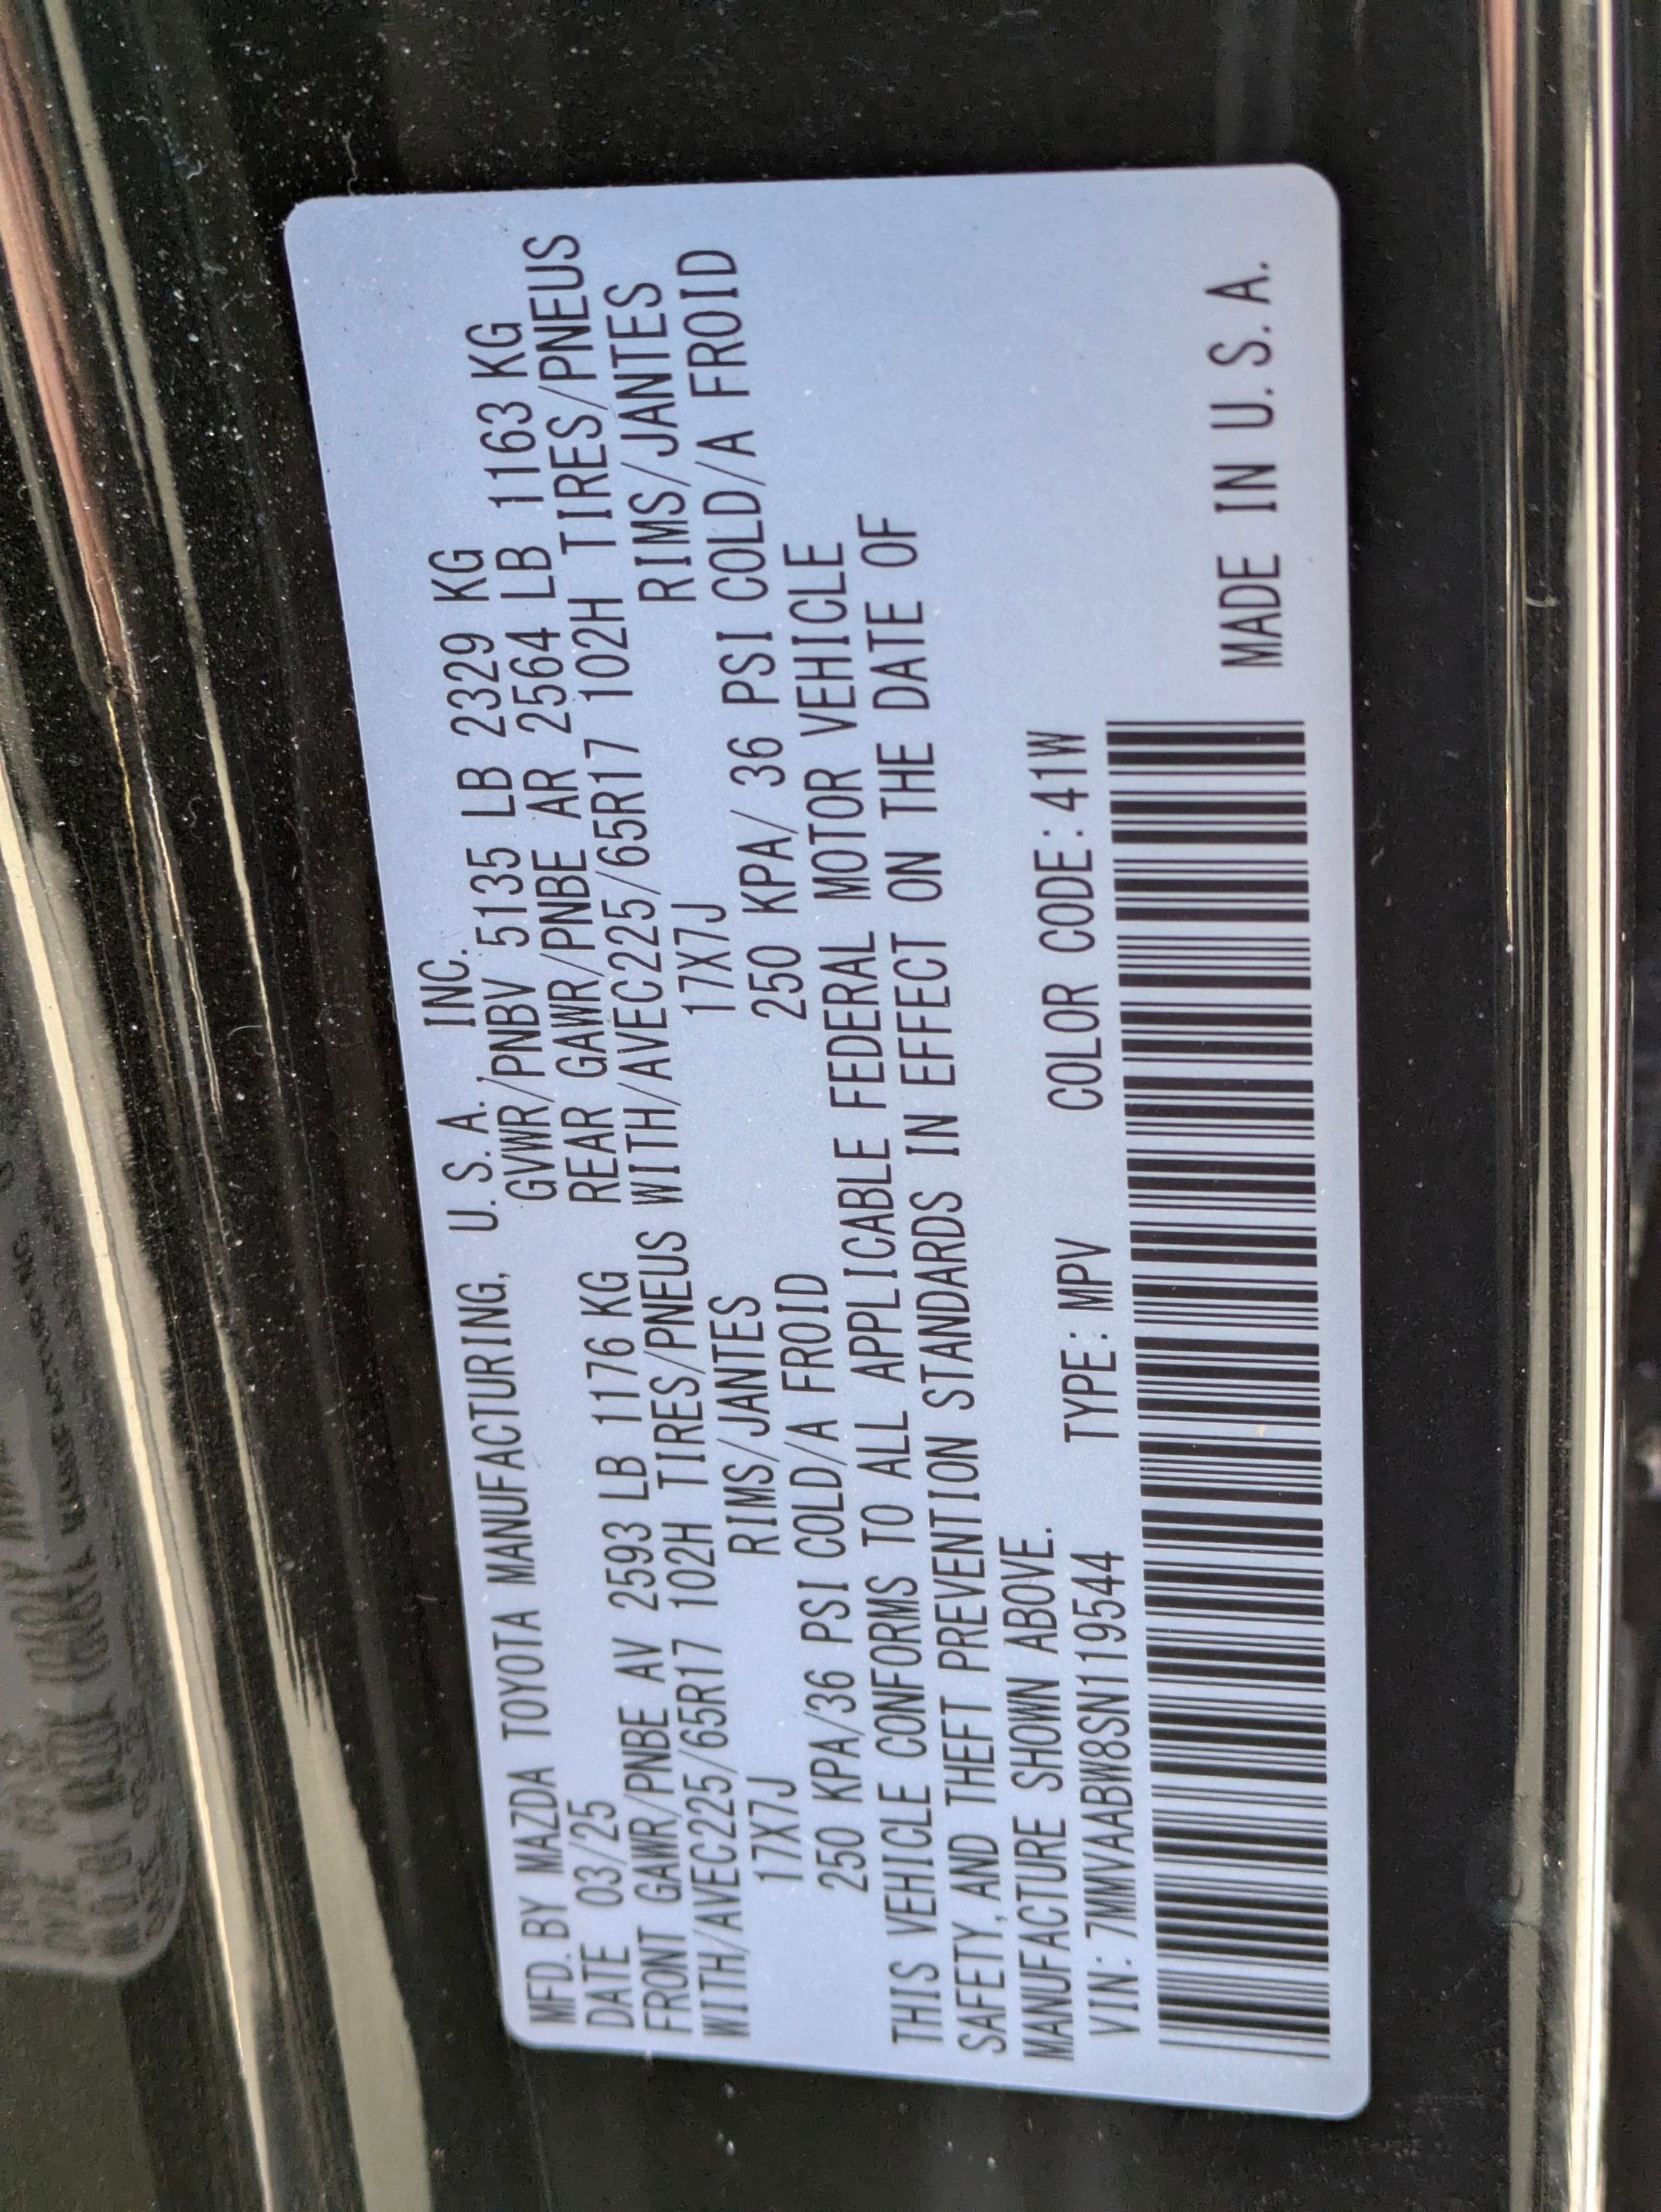 MFD.BY MAZDA TOYOTA MANUFACTURING, U.S.A. INC.
DATE 03/25 GVWR/PNBV 5135 LB 2329 KG
FRONT GAWR/PNBE AV 2593 LB 1176 KG REAR GAWR/PNBE AR 2564 LB 1163 KG
WITH/AVEC225/65R17 102H TIRES/PNEUS WITH/AVEC225/65R17 102H TIRES/PNEUS
17X7J RIMS/JANTES 17X7J RIMS/JANTES
250 KPA/36 PSI COLD/A FROID 250 KPA/ 36 PSI COLD/A FROID
THIS VEHICLE CONFORMS TO ALL APPLICABLE FEDERAL MOTOR VEHICLE
SAFETY, AND THEFT PREVENTION STANDARDS IN EFFECT ON THE DATE OF
MANUFACTURE SHOWN ABOVE.
VIN: 7MMVAABW8SN119544 TYPE: MPV COLOR CODE: 41W
MADE IN U.S.A.